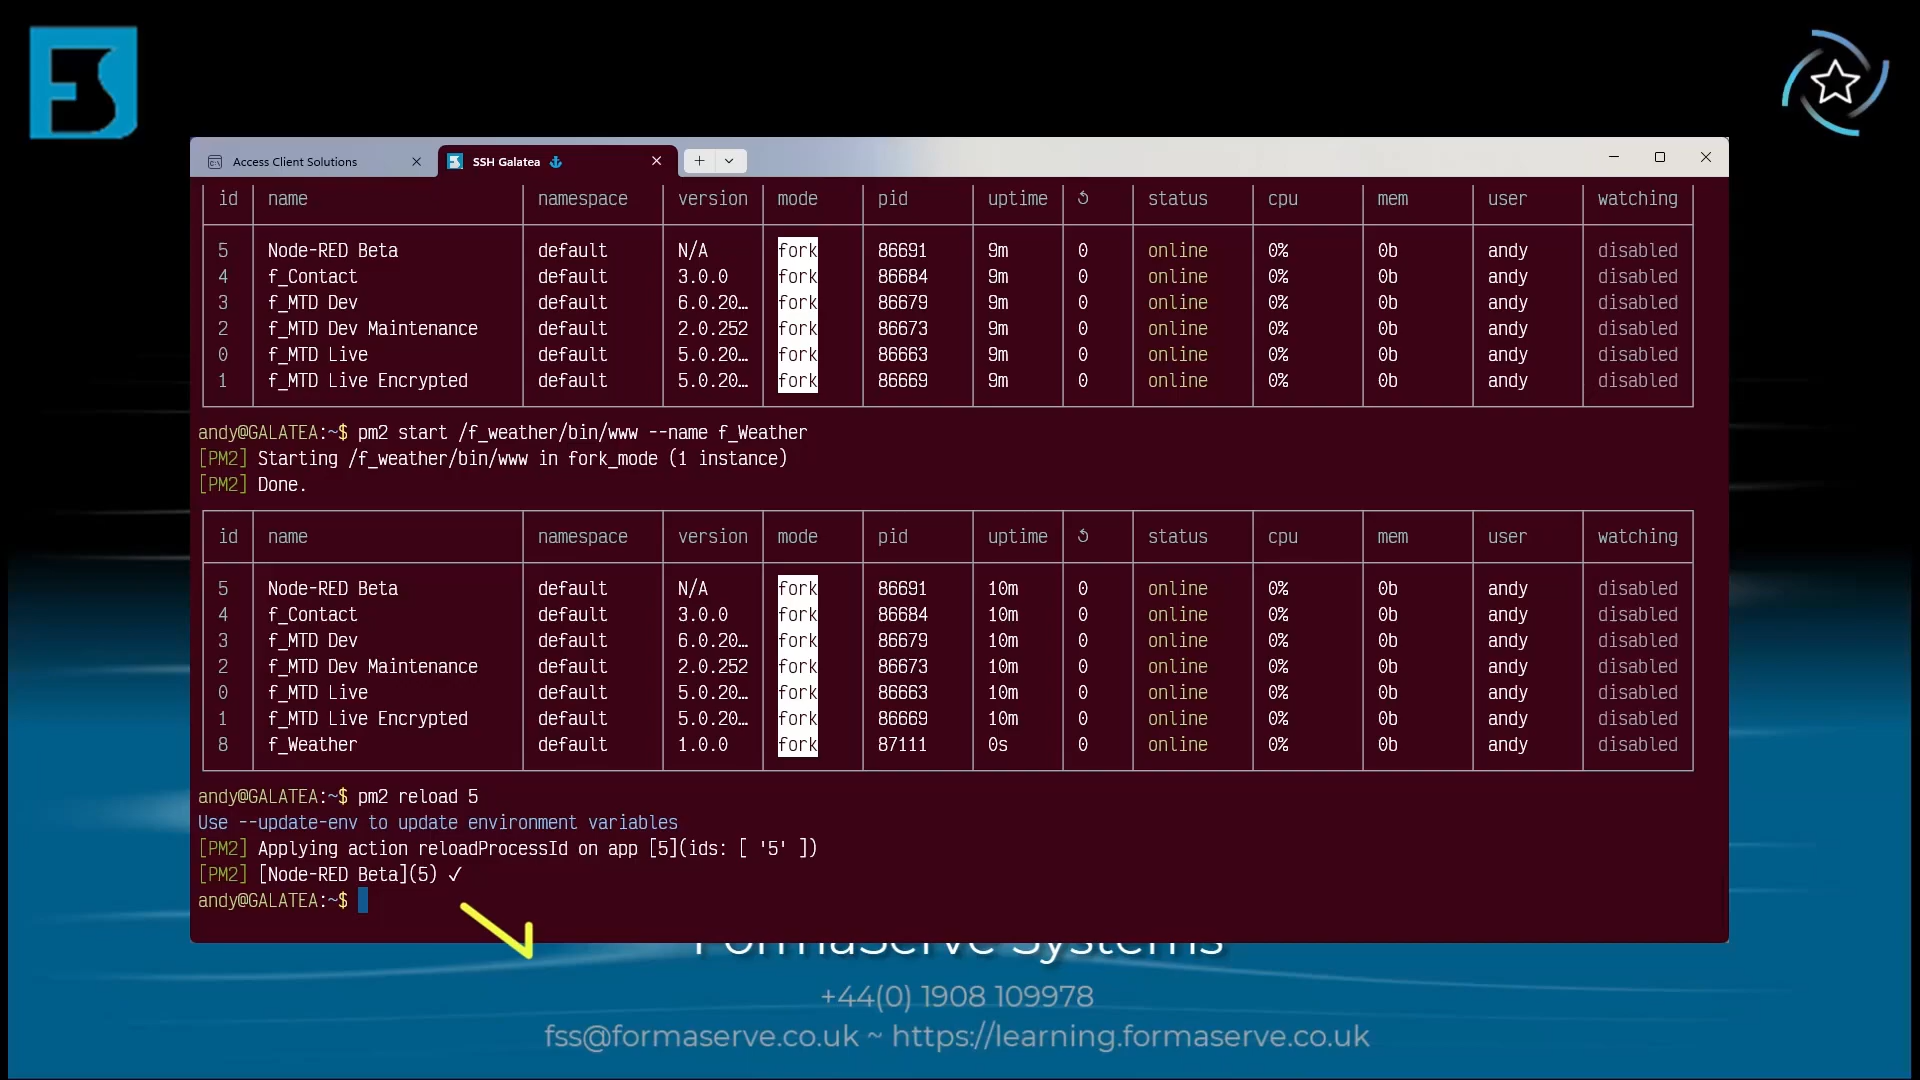 FS
Access Client Solutions
SSH Galatea
id name namespace version mode pid uptime ↺ status cpu mem user watching
5 Node-RED Beta default N/A fork 86691 9m 0 online 0% 0b andy disabled
4 f_Contact default 3.0.0 fork 86684 9m 0 online 0% 0b andy disabled
3 f_MTD Dev default 6.0.20… fork 86679 9m 0 online 0% 0b andy disabled
2 f_MTD Dev Maintenance default 2.0.252 fork 86673 9m 0 online 0% 0b andy disabled
0 f_MTD Live default 5.0.20… fork 86663 9m 0 online 0% 0b andy disabled
1 f_MTD Live Encrypted default 5.0.20… fork 86669 9m 0 online 0% 0b andy disabled
andy@GALATEA:~$ pm2 start /f_weather/bin/www --name f_Weather
[PM2] Starting /f_weather/bin/www in fork_mode (1 instance)
[PM2] Done.
id name namespace version mode pid uptime ↺ status cpu mem user watching
5 Node-RED Beta default N/A fork 86691 10m 0 online 0% 0b andy disabled
4 f_Contact default 3.0.0 fork 86684 10m 0 online 0% 0b andy disabled
3 f_MTD Dev default 6.0.20… fork 86679 10m 0 online 0% 0b andy disabled
2 f_MTD Dev Maintenance default 2.0.252 fork 86673 10m 0 online 0% 0b andy disabled
0 f_MTD Live default 5.0.20… fork 86663 10m 0 online 0% 0b andy disabled
1 f_MTD Live Encrypted default 5.0.20… fork 86669 10m 0 online 0% 0b andy disabled
8 f_Weather default 1.0.0 fork 87111 0s 0 online 0% 0b andy disabled
andy@GALATEA:~$ pm2 reload 5
Use --update-env to update environment variables
[PM2] Applying action reloadProcessId on app [5](ids: [ '5' ])
[PM2] [Node-RED Beta](5) ✓
andy@GALATEA:~$
FormaServe Systems
+44(0) 1908 109978
fss@formaserve.co.uk ~ https://learning.formaserve.co.uk